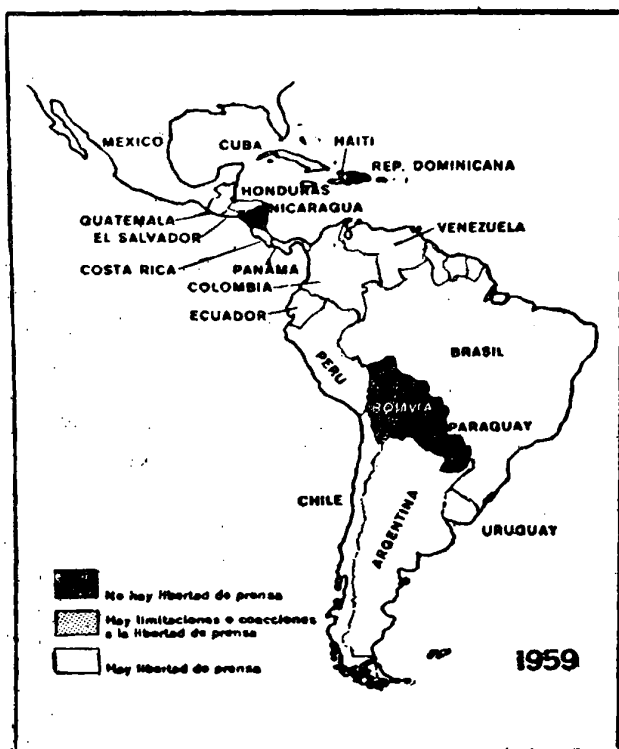 MEXICO
CUBA
HAITI
REP. DOMINICANA
HONDURAS
NICARAGUA
GUATEMALA
EL SALVADOR
VENEZUELA
COSTA RICA
PANAMA
COLOMBIA
ECUADOR
PERU
BRASIL
BOLIVIA
PARAGUAY
CHILE
ARGENTINA
URUGUAY
No hay libertad de prensa
Hay limitaciones o coacciones
a la libertad de prensa
Hay libertad de prensa
1959